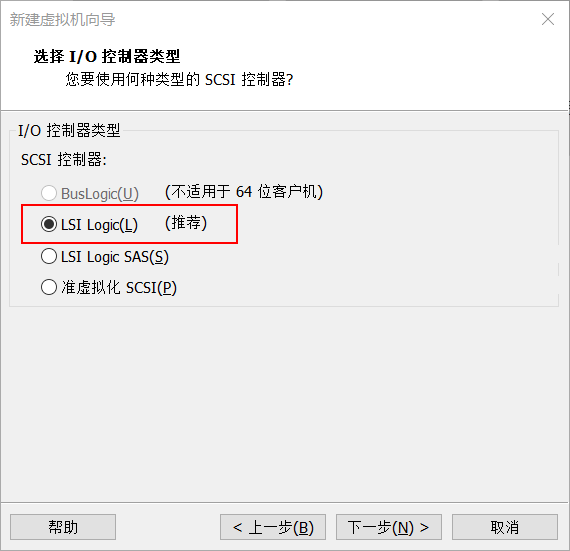 新建虚拟机向导
选择 I/O 控制器类型
您要使用何种类型的 SCSI 控制器?
I/O 控制器类型
SCSI 控制器:
BusLogic(U) (不适用于 64 位客户机)
LSI Logic(L) (推荐)
LSI Logic SAS(S)
准虚拟化 SCSI(P)
帮助 < 上一步(B) 下一步(N) > 取消